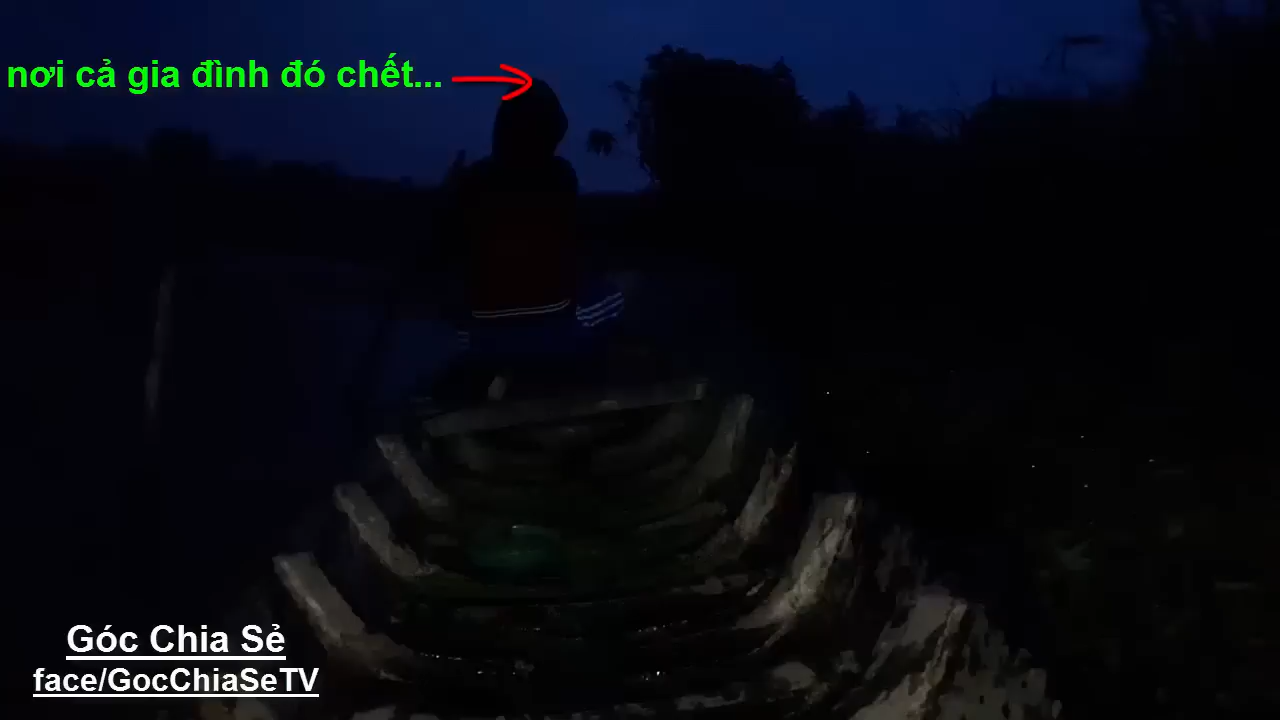 nơi cả gia đình đó chết...
Góc Chia Sẻ
face/GocChiaSeTV